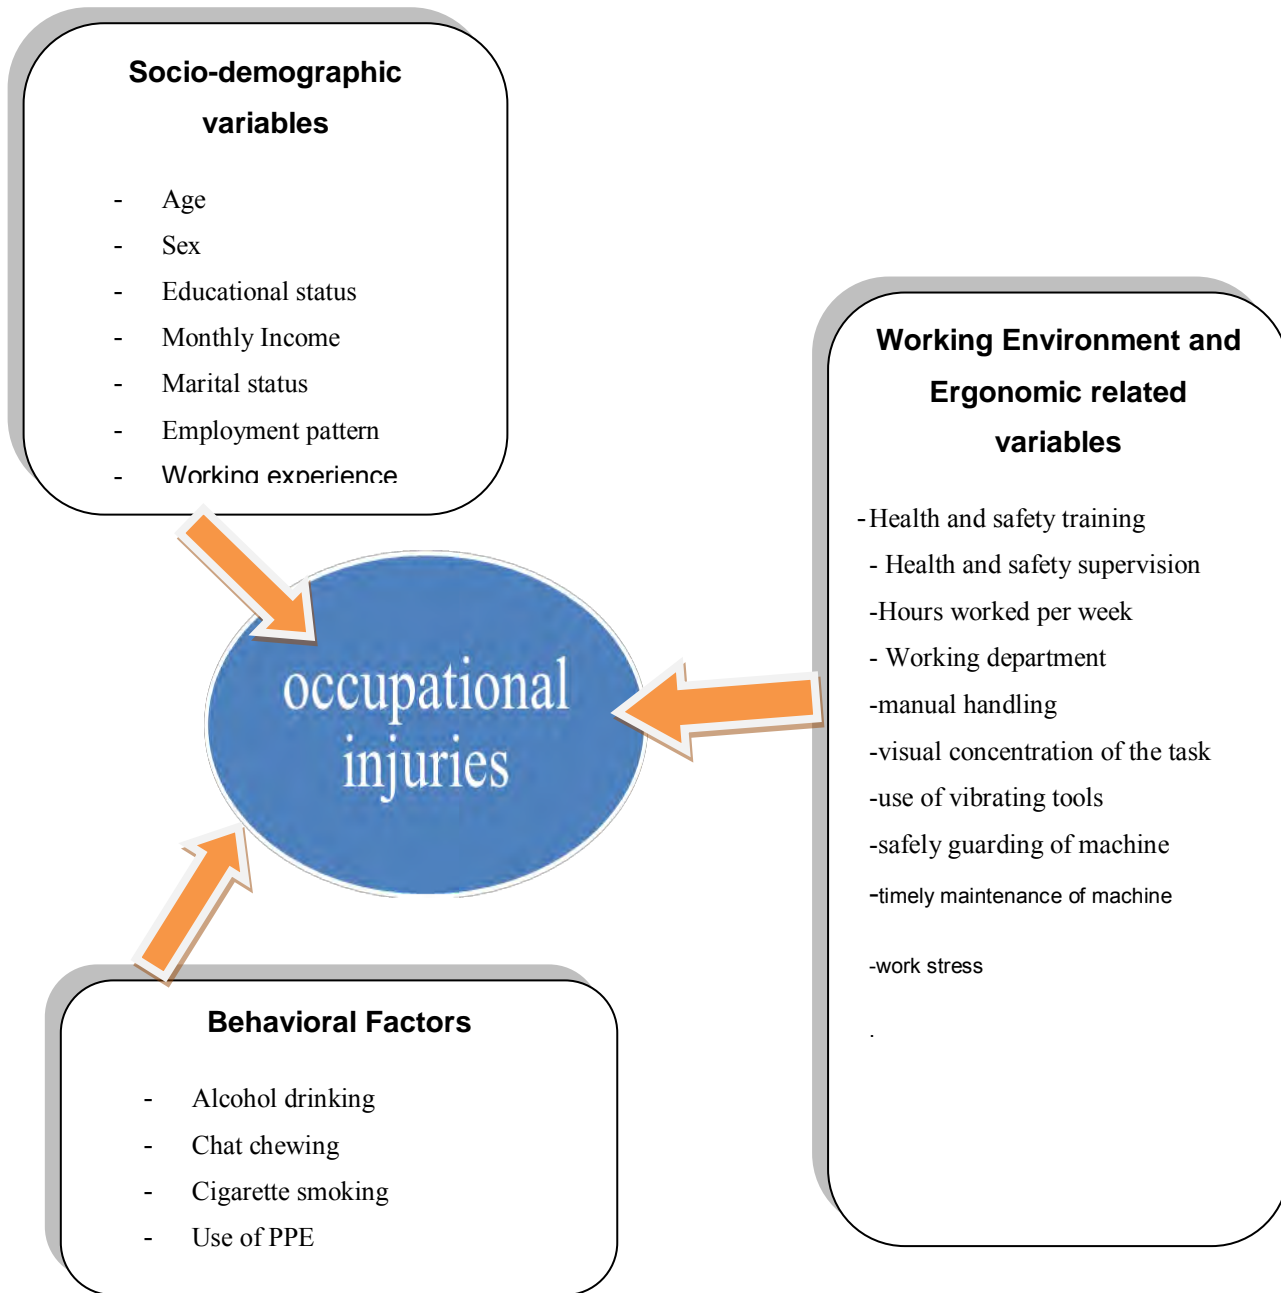 Socio-demographic
variables
- Age
- Sex
- Educational status
- Monthly Income
- Marital status
- Employment pattern
- Working experience
Working Environment and
Ergonomic related
variables
-Health and safety training
- Health and safety supervision
-Hours worked per week
- Working department
-manual handling
-visual concentration of the task
-use of vibrating tools
-safely guarding of machine
-timely maintenance of machine
-work stress
.
occupational
injuries
Behavioral Factors
- Alcohol drinking
- Chat chewing
- Cigarette smoking
- Use of PPE